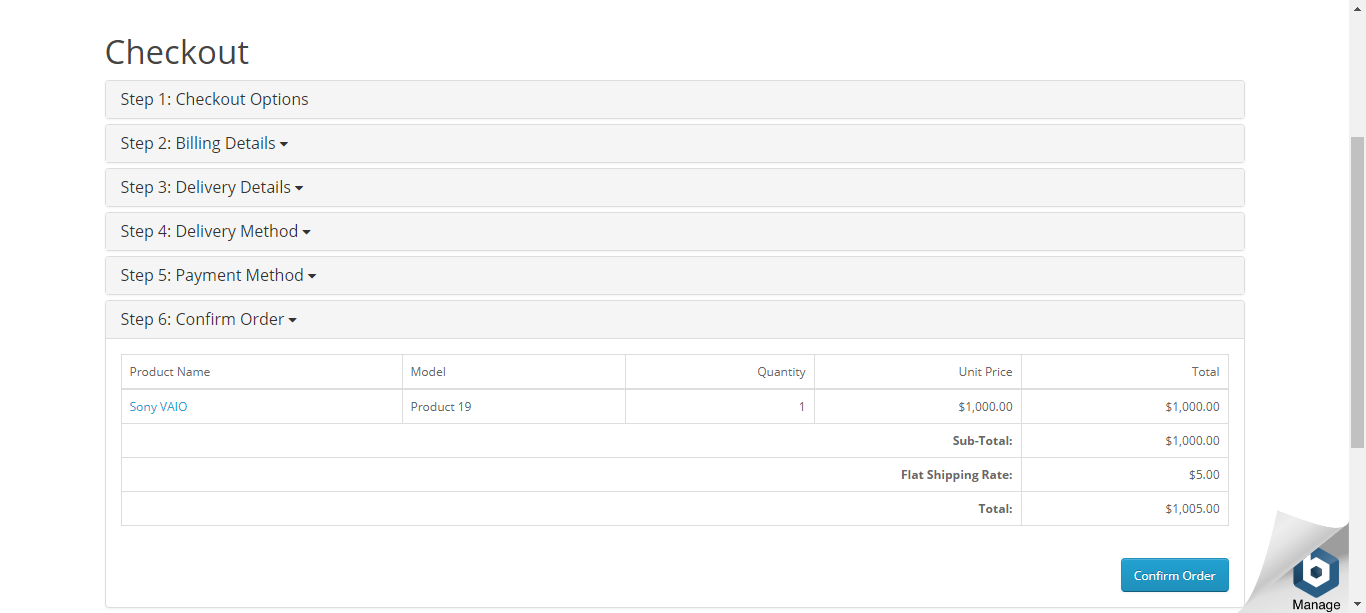 Checkout
Step 1: Checkout Options
Step 2: Billing Details
Step 3: Delivery Details
Step 4: Delivery Method
Step 5: Payment Method
Step 6: Confirm Order
Product Name Model Quantity Unit Price Total
Sony VAIO Product 19 1 $1,000.00 $1,000.00
Sub-Total: $1,000.00
Flat Shipping Rate: $5.00
Total: $1,005.00
Confirm Order
Manage